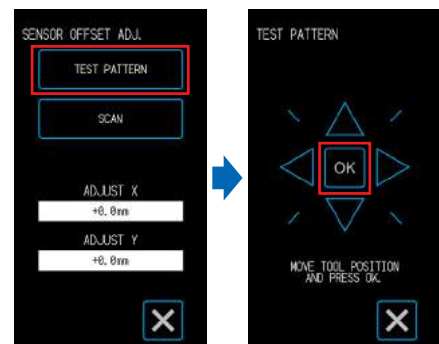 SENSOR OFFSET ADJ.
TEST PATTERN
SCAN
ADJUST X
+0.0mm
ADJUST Y
+0.0mm
TEST PATTERN
OK
MOVE TOOL POSITION
AND PRESS OK.